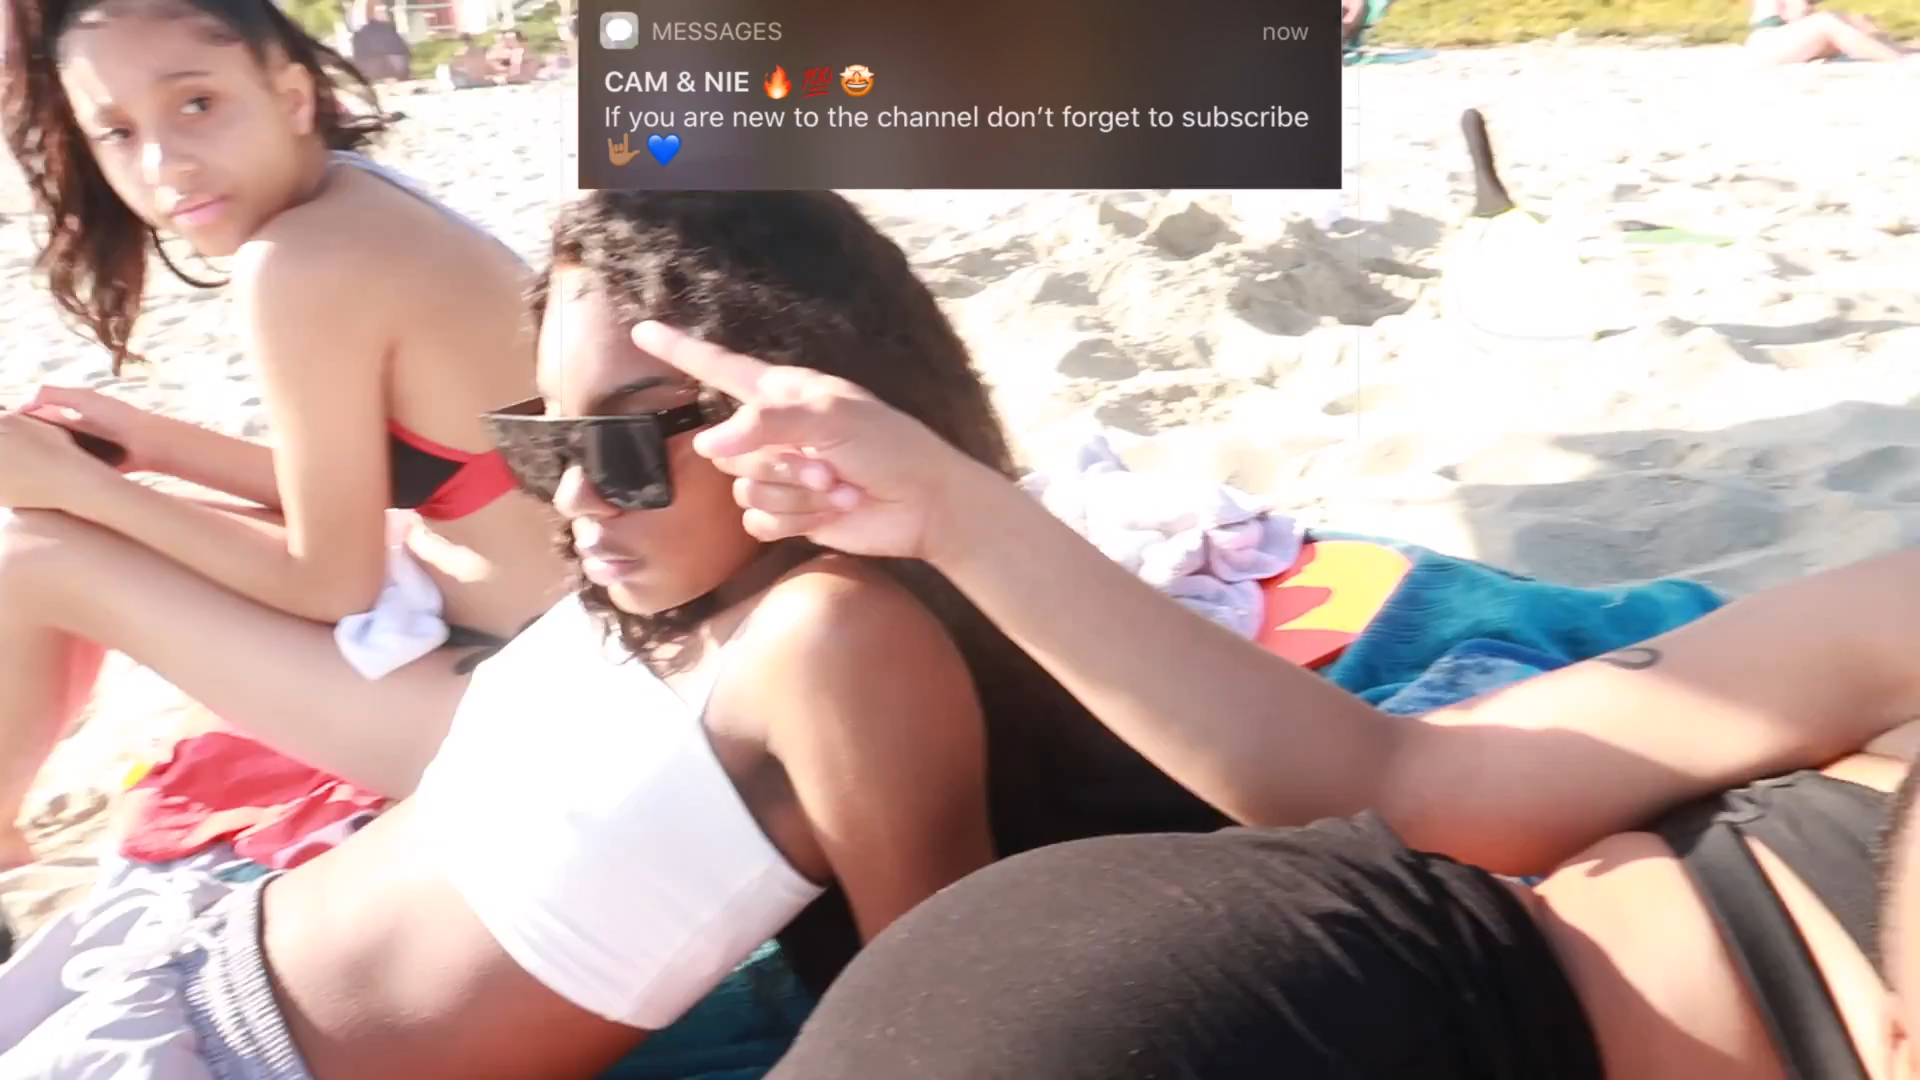 MESSAGES now
CAM & NIE 🔥 💯 🤩
If you are new to the channel don’t forget to subscribe
🤟🏽 💙